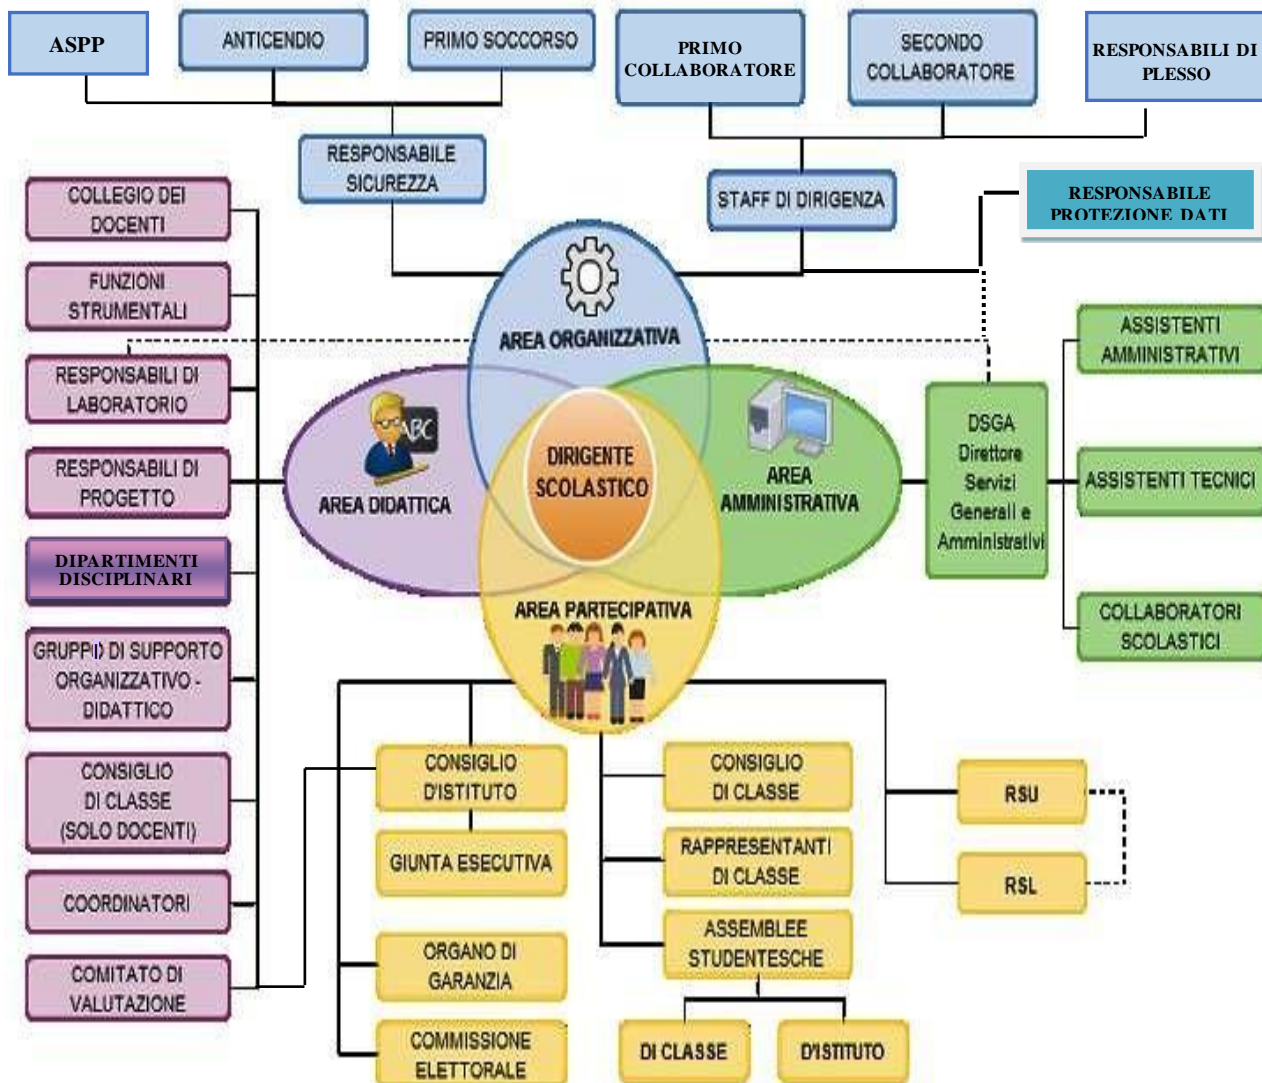 ASPP
ANTICENDIO
PRIMO SOCCORSO
PRIMO
COLLABORATORE
SECONDO
COLLABORATORE
RESPONSABILI DI
PLESSO
RESPONSABILE
SICUREZZA
STAFF DI DIRIGENZA
RESPONSABILE
PROTEZIONE DATI
COLLEGIO DEI
DOCENTI
FUNZIONI
STRUMENTALI
RESPONSABILI DI
LABORATORIO
RESPONSABILI DI
PROGETTO
DIPARTIMENTI
DISCIPLINARI
GRUPPI DI SUPPORTO
ORGANIZZATIVO -
DIDATTICO
CONSIGLIO
DI CLASSE
(SOLO DOCENTI)
COORDINATORI
COMITATO DI
VALUTAZIONE
AREA ORGANIZZATIVA
ABC
AREA DIDATTICA
DIRIGENTE
SCOLASTICO
AREA
AMMINISTRATIVA
AREA PARTECIPATIVA
DSGA
Direttore
Servizi
Generali e
Amministrativi
ASSISTENTI
AMMINISTRATIVI
ASSISTENTI TECNICI
COLLABORATORI
SCOLASTICI
CONSIGLIO
D'ISTITUTO
GIUNTA ESECUTIVA
ORGANO DI
GARANZIA
COMMISSIONE
ELETTORALE
CONSIGLIO
DI CLASSE
RAPPRESENTANTI
DI CLASSE
ASSEMBLEE
STUDENTESCHE
DI CLASSE
D'ISTITUTO
RSU
RSL